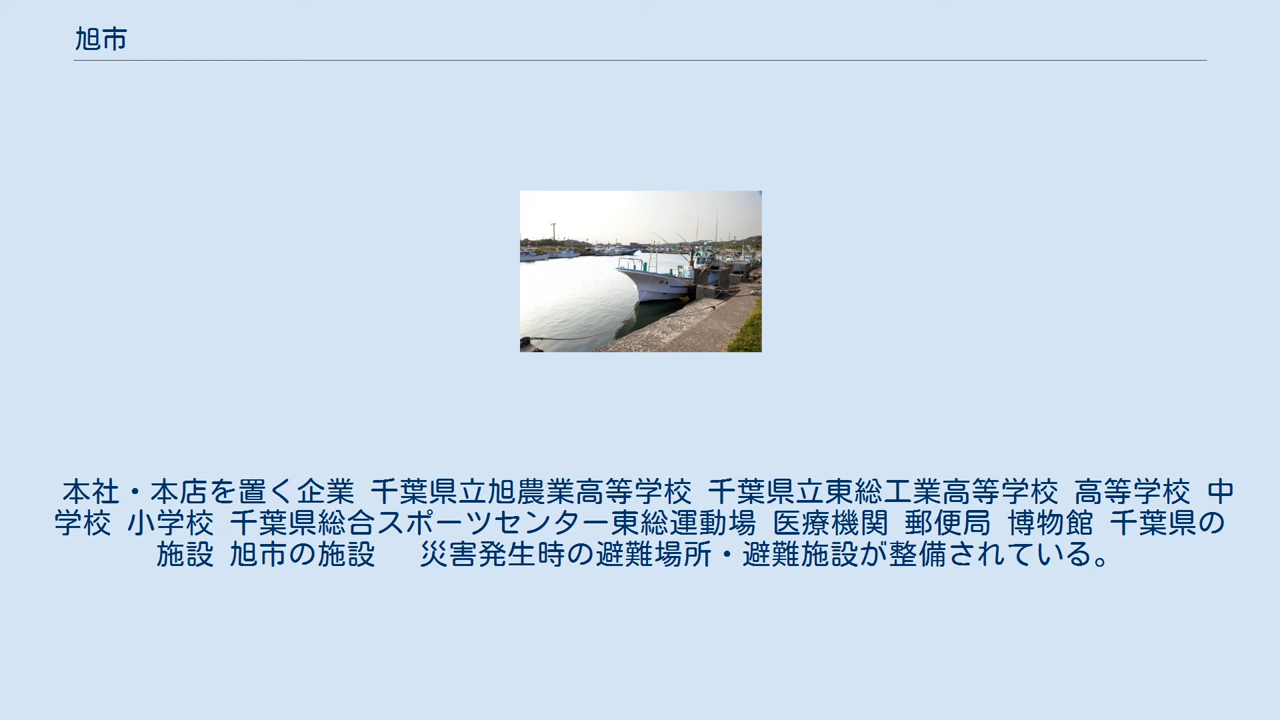 旭市
本社・本店を置く企業 千葉県立旭農業高等学校 千葉県立東総工業高等学校 高等学校 中
学校 小学校 千葉県総合スポーツセンター東総運動場 医療機関 郵便局 博物館 千葉県の
施設 旭市の施設 災害発生時の避難場所・避難施設が整備されている。